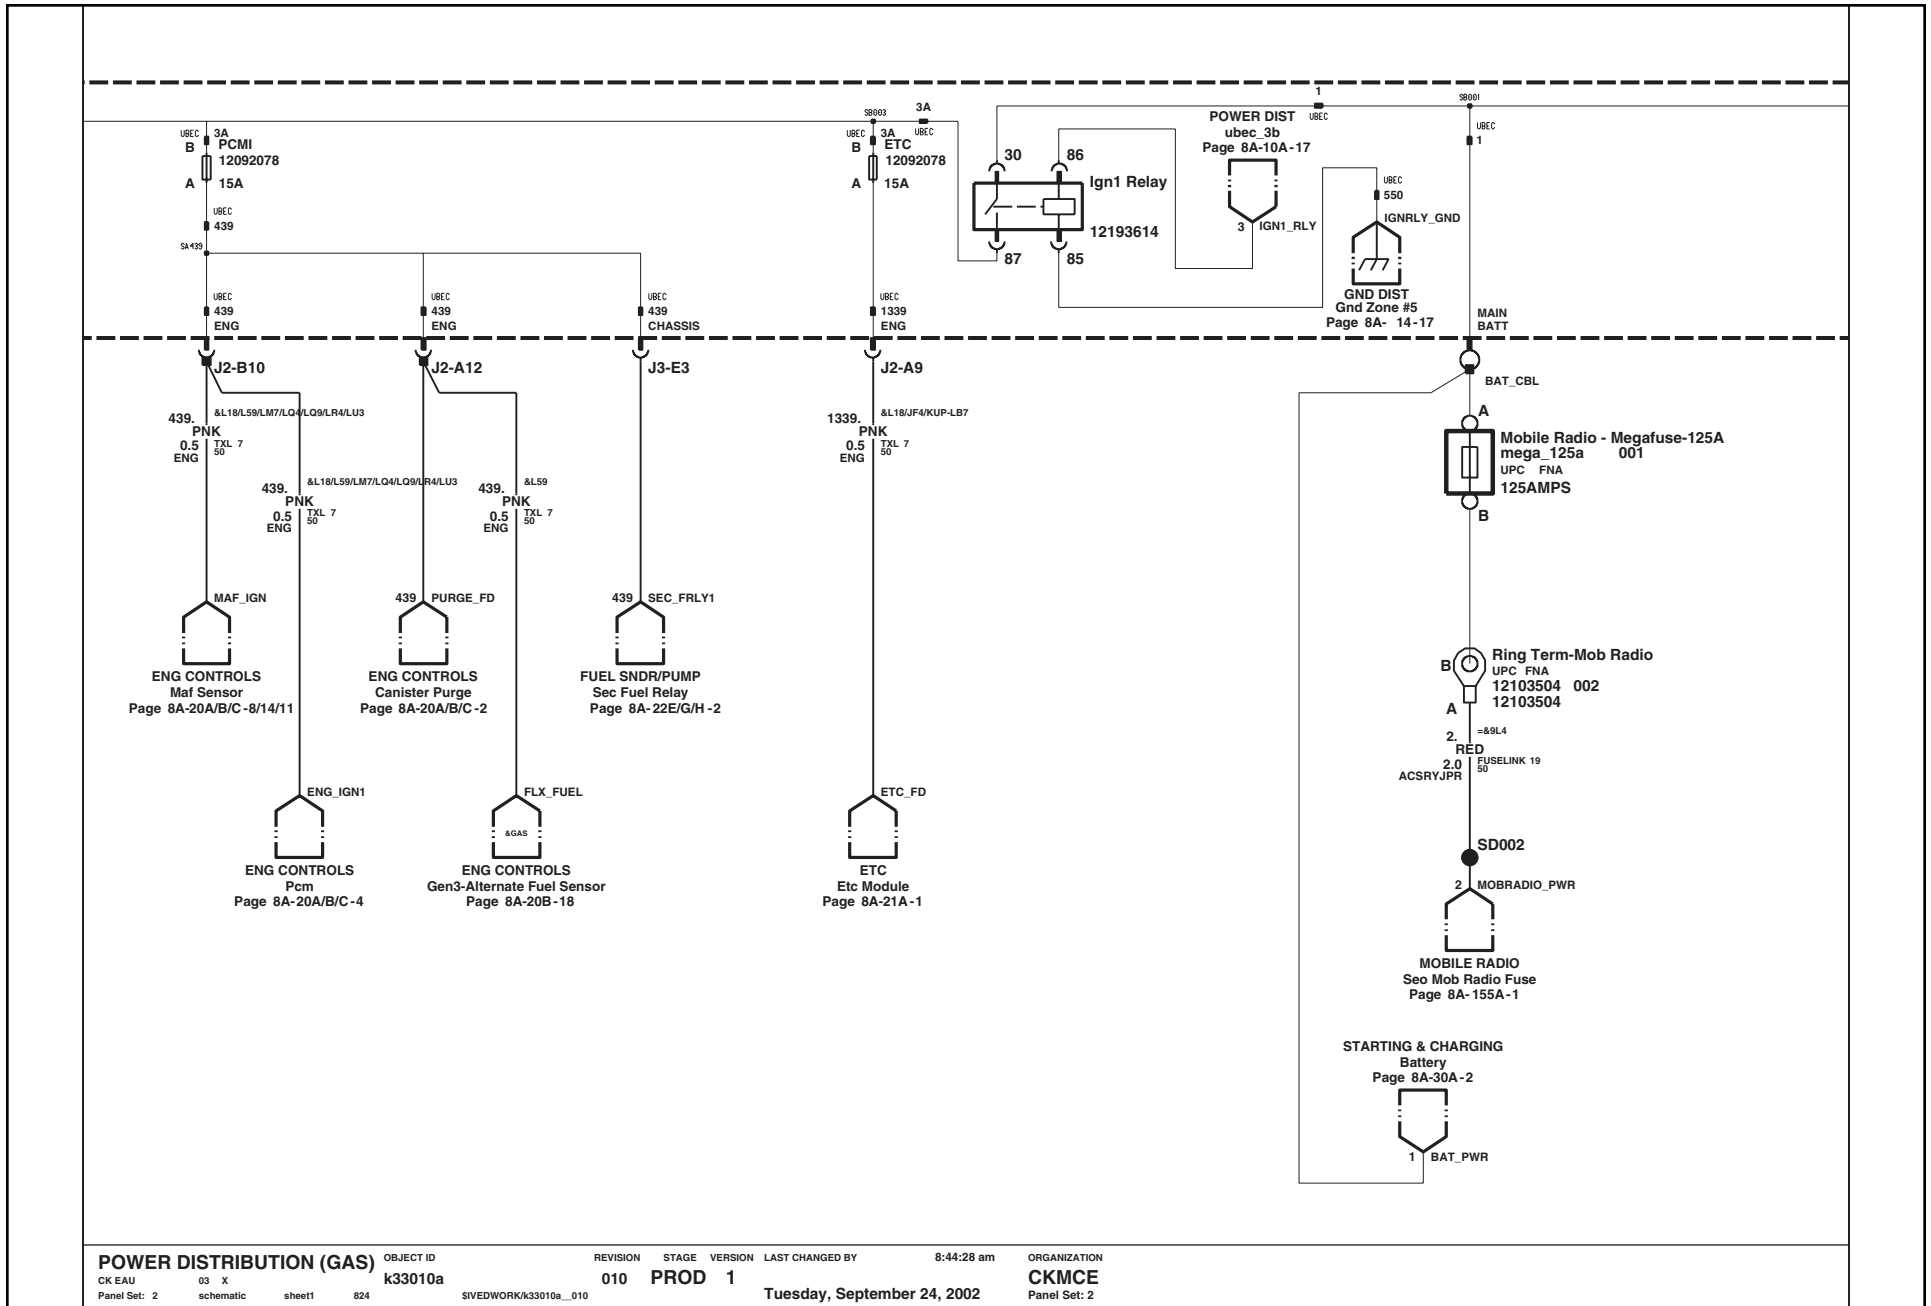 1
UBEC
SB001
UBEC
1
SB003
3A
UBEC
UBEC 3A
B PCMI
12092078
A 15A
UBEC
439
SA439
UBEC 3A
B ETC
12092078
A 15A
30
86
Ign1 Relay
12193614
87
85
POWER DIST
ubec_3b
Page 8A-10A-17
3 IGN1_RLY
UBEC
550
IGNRLY_GND
GND DIST
Gnd Zone #5
Page 8A- 14-17
UBEC
439
ENG
UBEC
439
ENG
UBEC
439
CHASSIS
UBEC
1339
ENG
MAIN
BATT
J2-B10
J2-A12
J3-E3
J2-A9
BAT_CBL
439. &L18/L59/LM7/LQ4/LQ9/LR4/LU3
PNK
0.5 TXL 7
ENG 50
439. &L18/L59/LM7/LQ4/LQ9/LR4/LU3
PNK
0.5 TXL 7
ENG 50
439. &L59
PNK
0.5 TXL 7
ENG 50
1339. &L18/JF4/KUP-LB7
PNK
0.5 TXL 7
ENG 50
A
Mobile Radio - Megafuse-125A
mega_125a 001
UPC FNA
125AMPS
B
MAF_IGN
ENG CONTROLS
Maf Sensor
Page 8A-20A/B/C-8/14/11
439 PURGE_FD
ENG CONTROLS
Canister Purge
Page 8A-20A/B/C-2
439 SEC_FRLY1
FUEL SNDR/PUMP
Sec Fuel Relay
Page 8A-22E/G/H-2
B
Ring Term-Mob Radio
UPC FNA
12103504 002
12103504
A
2. =&9L4
RED
2.0 FUSELINK 19
ACSRYJPR 50
ENG_IGN1
ENG CONTROLS
Pcm
Page 8A-20A/B/C-4
FLX_FUEL
&GAS
ENG CONTROLS
Gen3-Alternate Fuel Sensor
Page 8A-20B-18
ETC_FD
ETC
Etc Module
Page 8A-21A-1
SD002
2 MOBRADIO_PWR
MOBILE RADIO
Seo Mob Radio Fuse
Page 8A-155A-1
STARTING & CHARGING
Battery
Page 8A-30A-2
1 BAT_PWR
POWER DISTRIBUTION (GAS) OBJECT ID REVISION STAGE VERSION LAST CHANGED BY 8:44:28 am ORGANIZATION
CK EAU 03 X k33010a 010 PROD 1 CKMCE
Panel Set: 2 schematic sheet1 824 $IVEDWORK/k33010a__010 Tuesday, September 24, 2002 Panel Set: 2